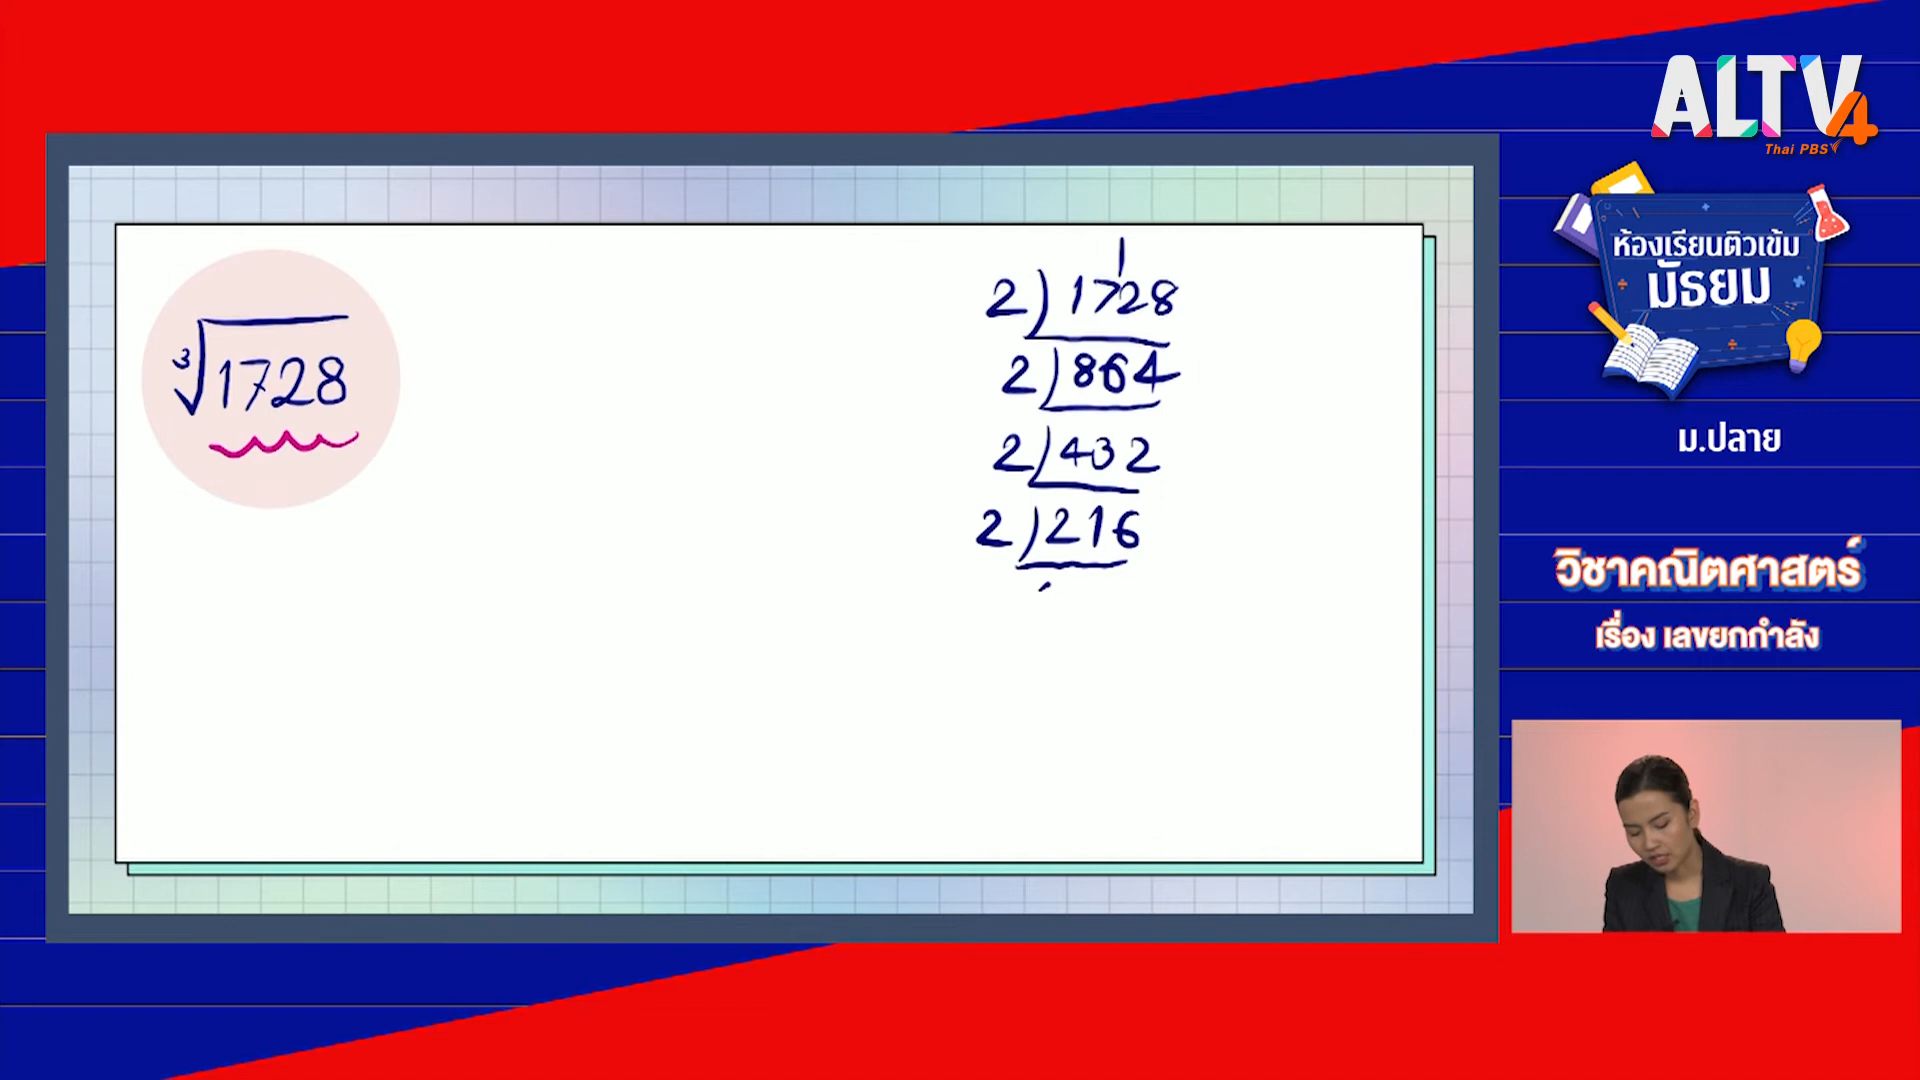 ALTV4
Thai PBS
ห้องเรียนติวเข้ม
มัธยม
ม.ปลาย
วิชาคณิตศาสตร์
เรื่อง เลขยกกำลัง
∛1728
1
2)1728
2)864
2)432
2)216